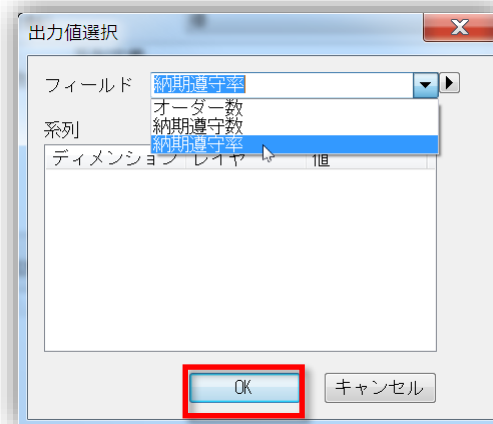 出力値選択
フィールド 納期遵守率
オーダー数
納期遵守数
納期遵守率
系列
ディメンション レイヤ 値
OK キャンセル